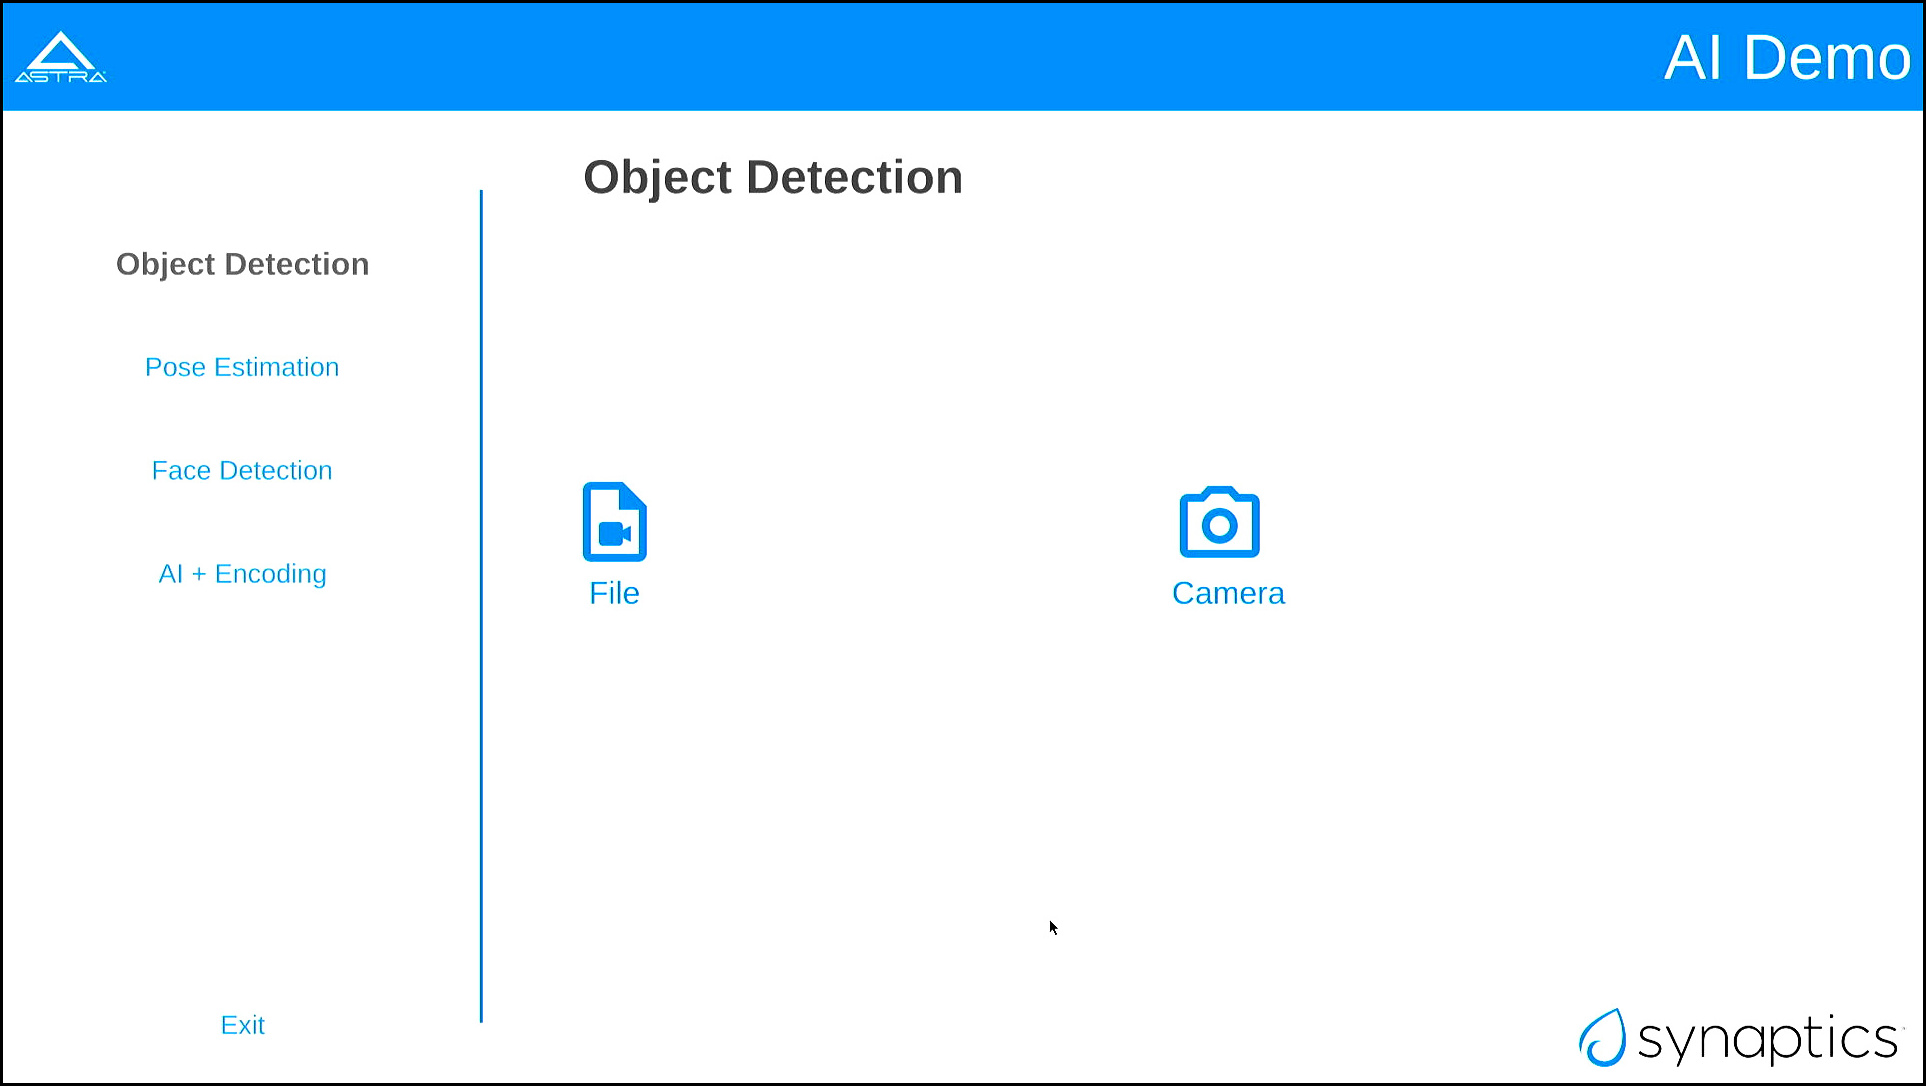 ASTRA
AI Demo
Object Detection
Object Detection
Pose Estimation
Face Detection
AI + Encoding
File
Camera
Exit
synaptics